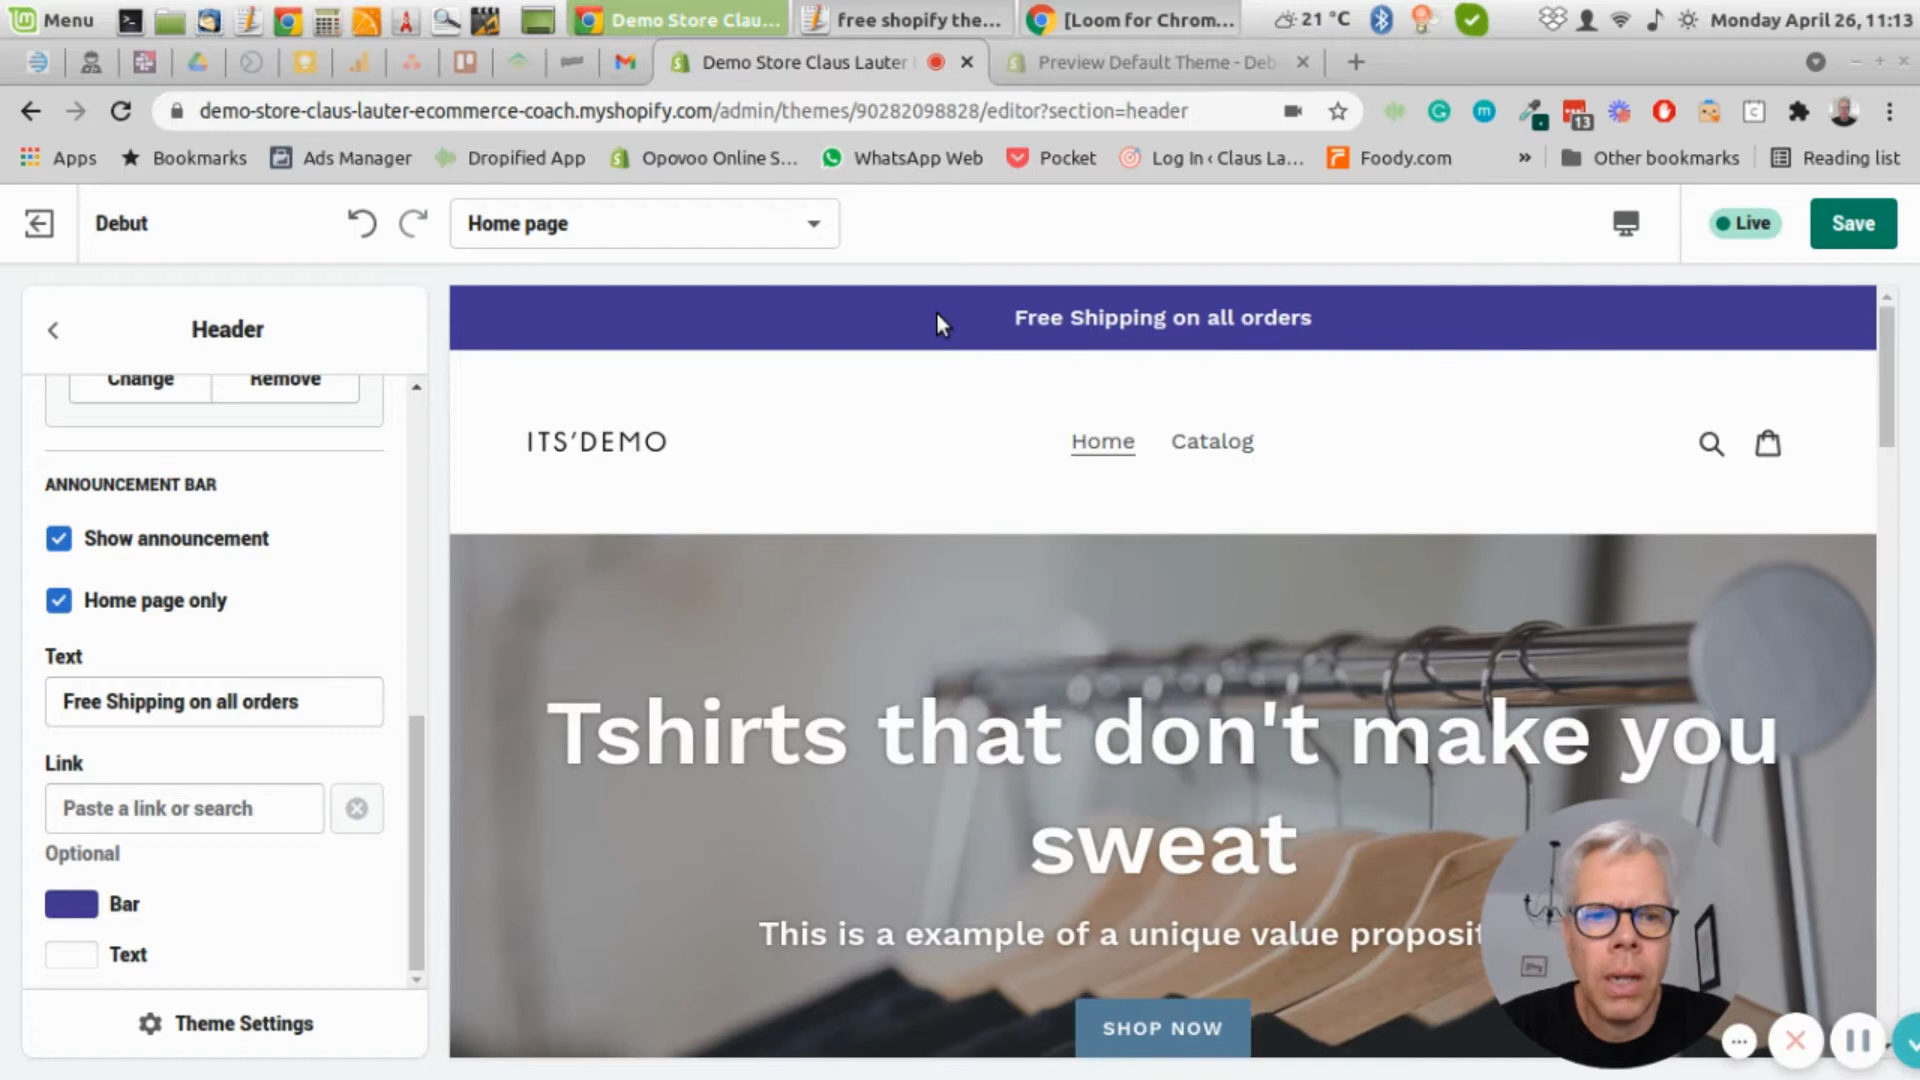 Menu
Demo Store Clau...
free shopify the...
[Loom for Chrom...
21 °C
Monday April 26, 11:13
Demo Store Claus Lauter
Preview Default Theme - Deb
demo-store-claus-lauter-ecommerce-coach.myshopify.com/admin/themes/90282098828/editor?section=header
13
Apps
Bookmarks
Ads Manager
Dropified App
Opovoo Online S...
WhatsApp Web
Pocket
Log In ‹ Claus La...
Foody.com
»
Other bookmarks
Reading list
Debut
Home page
Live
Save
Header
Change
Remove
ANNOUNCEMENT BAR
Show announcement
Home page only
Text
Free Shipping on all orders
Link
Paste a link or search
Optional
Bar
Text
Theme Settings
Free Shipping on all orders
ITS'DEMO
Home
Catalog
Tshirts that don't make you
sweat
This is a example of a unique value proposit
SHOP NOW